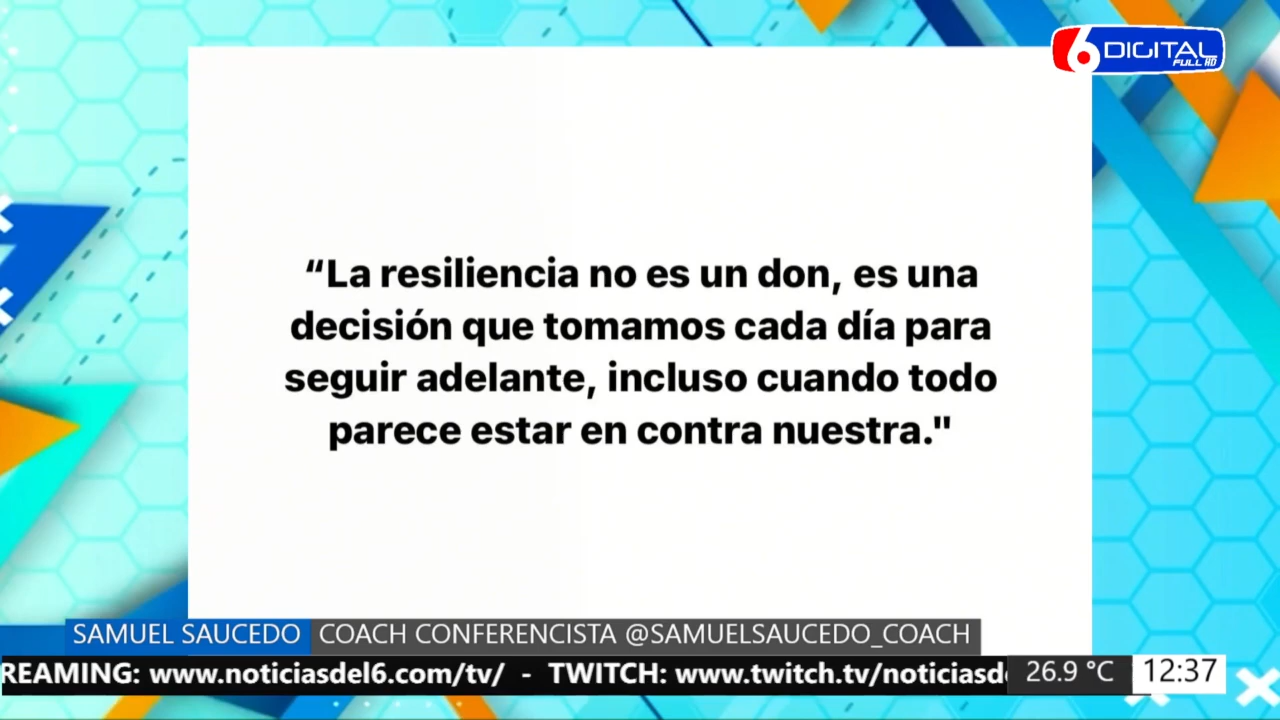 6 DIGITAL
FULL HD
“La resiliencia no es un don, es una
decisión que tomamos cada día para
seguir adelante, incluso cuando todo
parece estar en contra nuestra."
SAMUEL SAUCEDO COACH CONFERENCISTA @SAMUELSAUCEDO_COACH
REAMING: www.noticiasdel6.com/tv/ - TWITCH: www.twitch.tv/noticiasd 26.9 °C 12:37